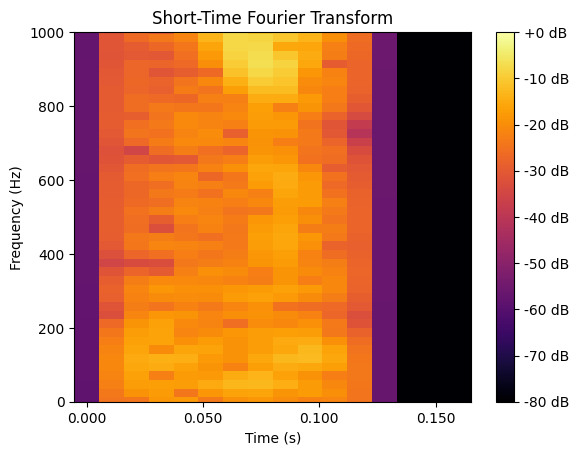 Short-Time Fourier Transform
1000
800
600
400
200
0
Frequency (Hz)
0.000
0.050
0.100
0.150
Time (s)
+0 dB
-10 dB
-20 dB
-30 dB
-40 dB
-50 dB
-60 dB
-70 dB
-80 dB